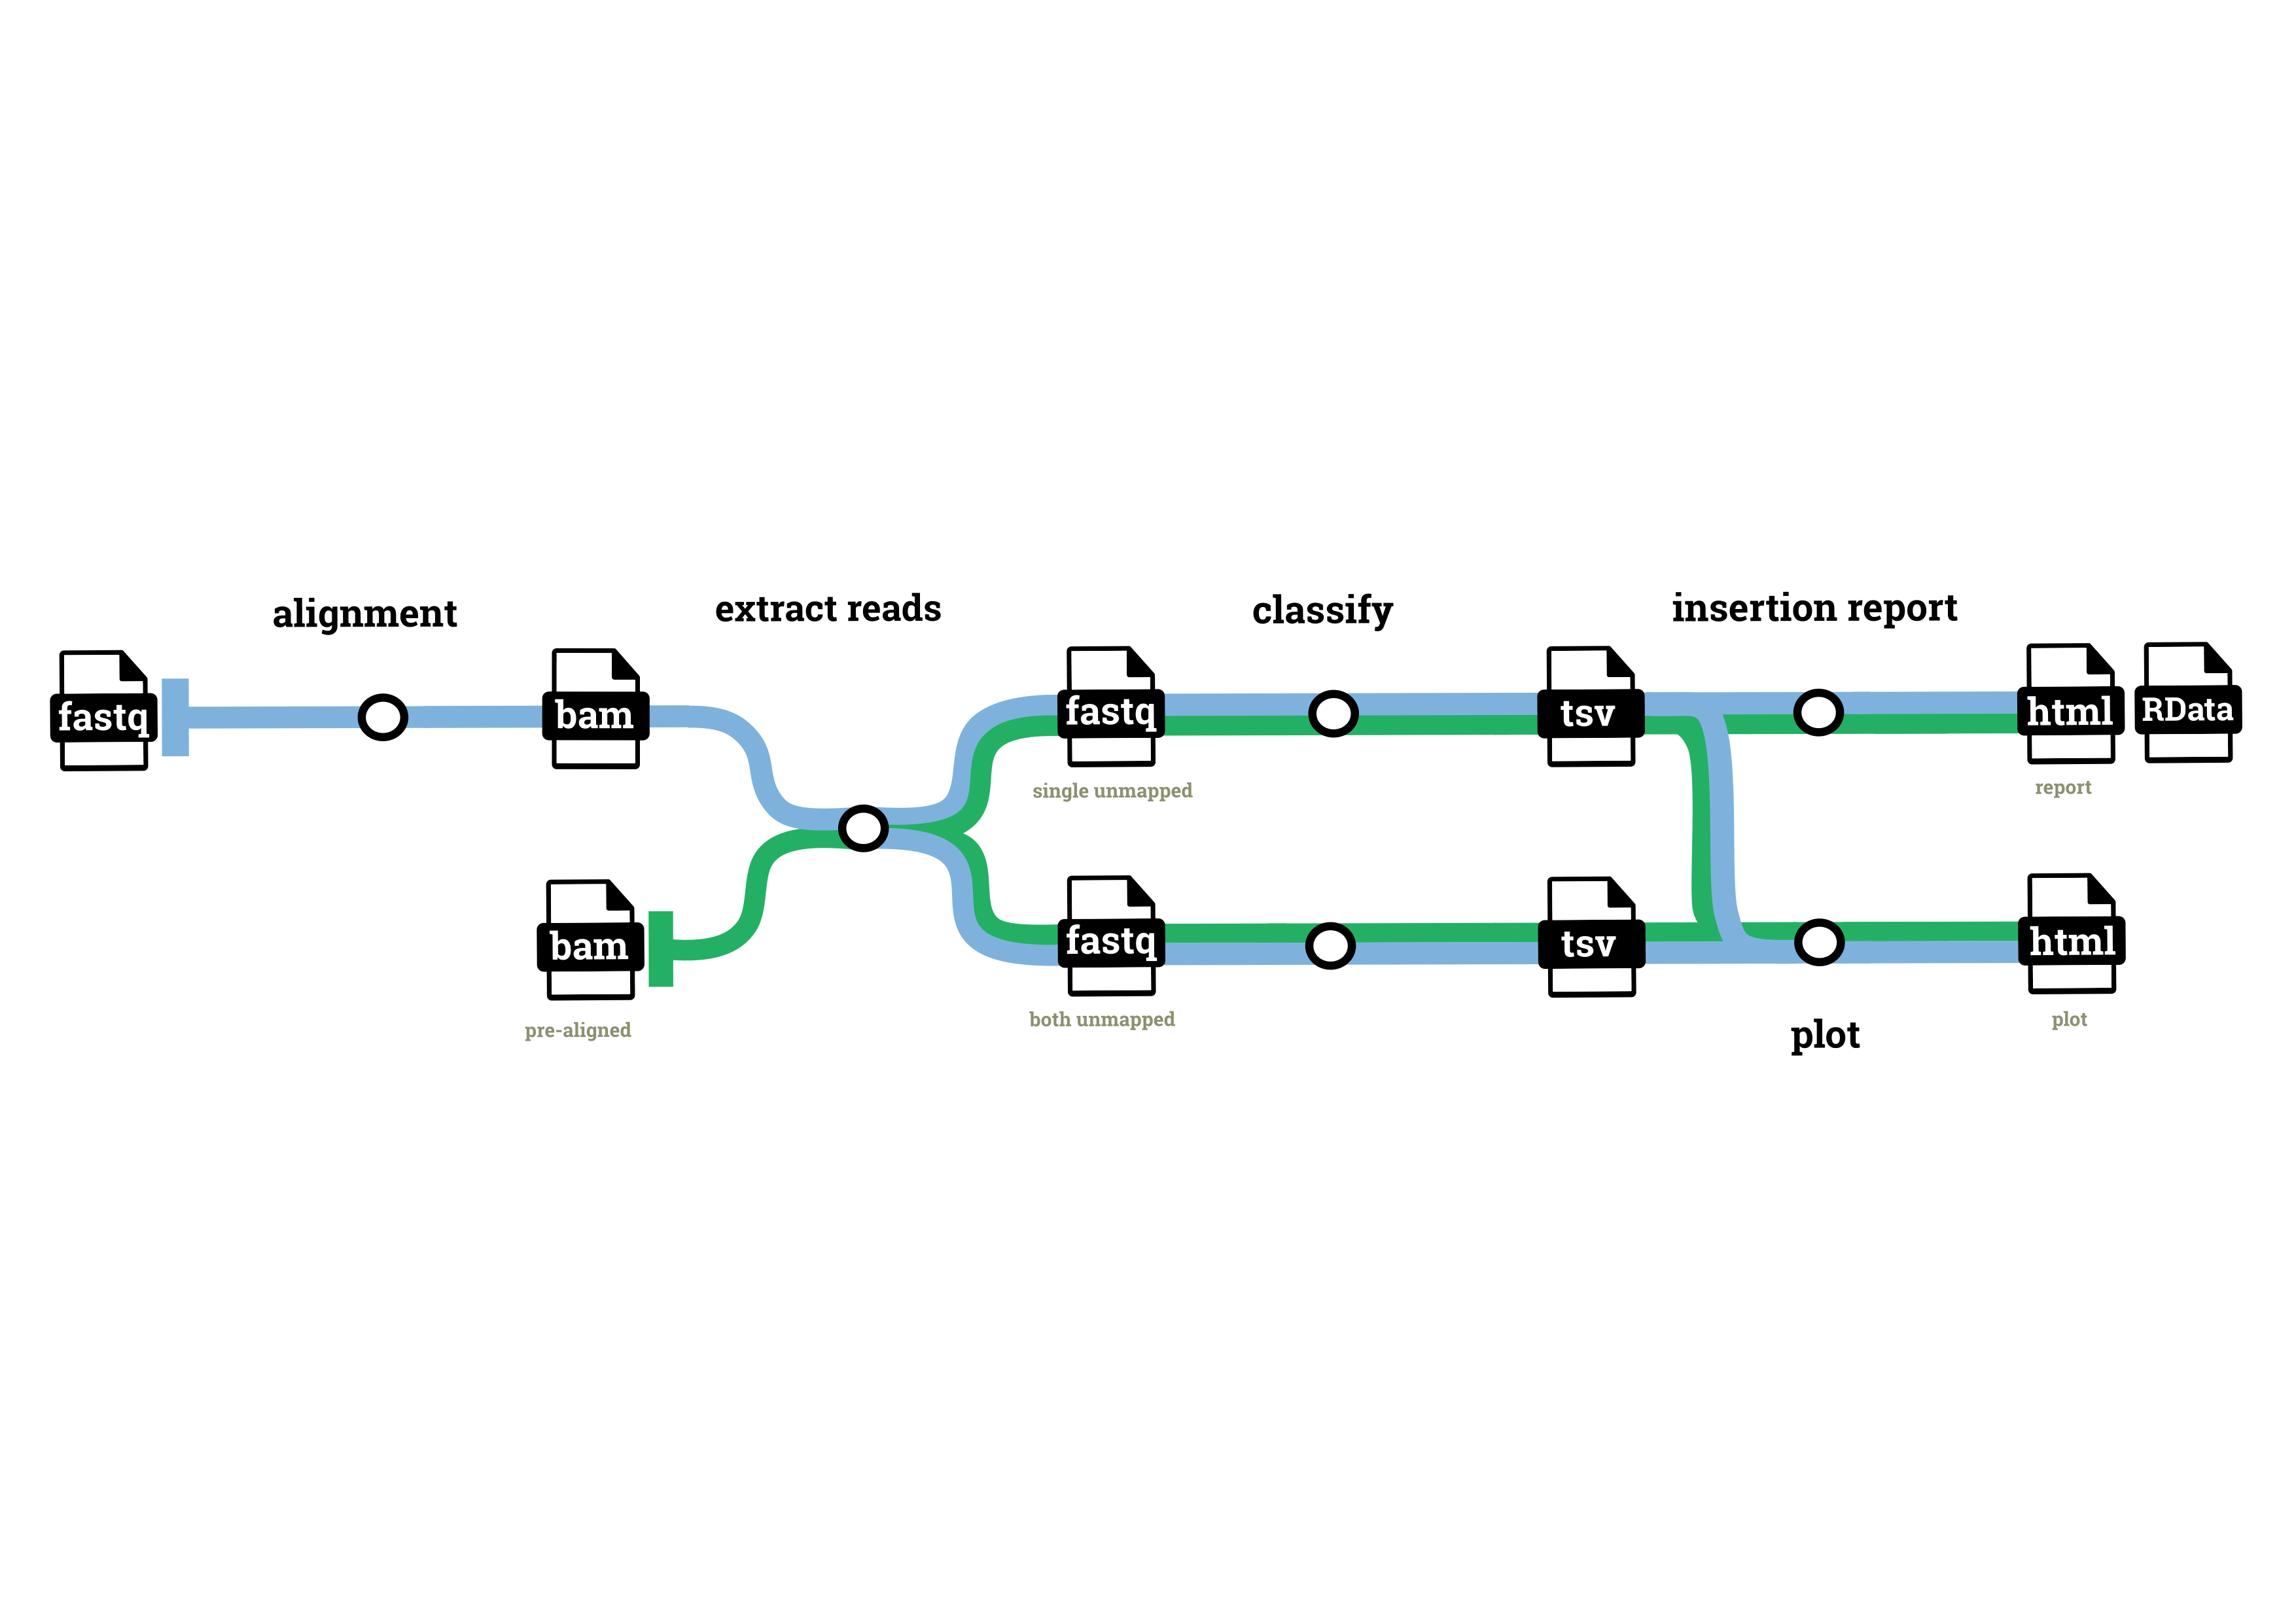 alignment
extract reads
classify
insertion report
fastq
bam
fastq
tsv
html
RData
single unmapped
report
bam
fastq
tsv
html
pre-aligned
both unmapped
plot
plot